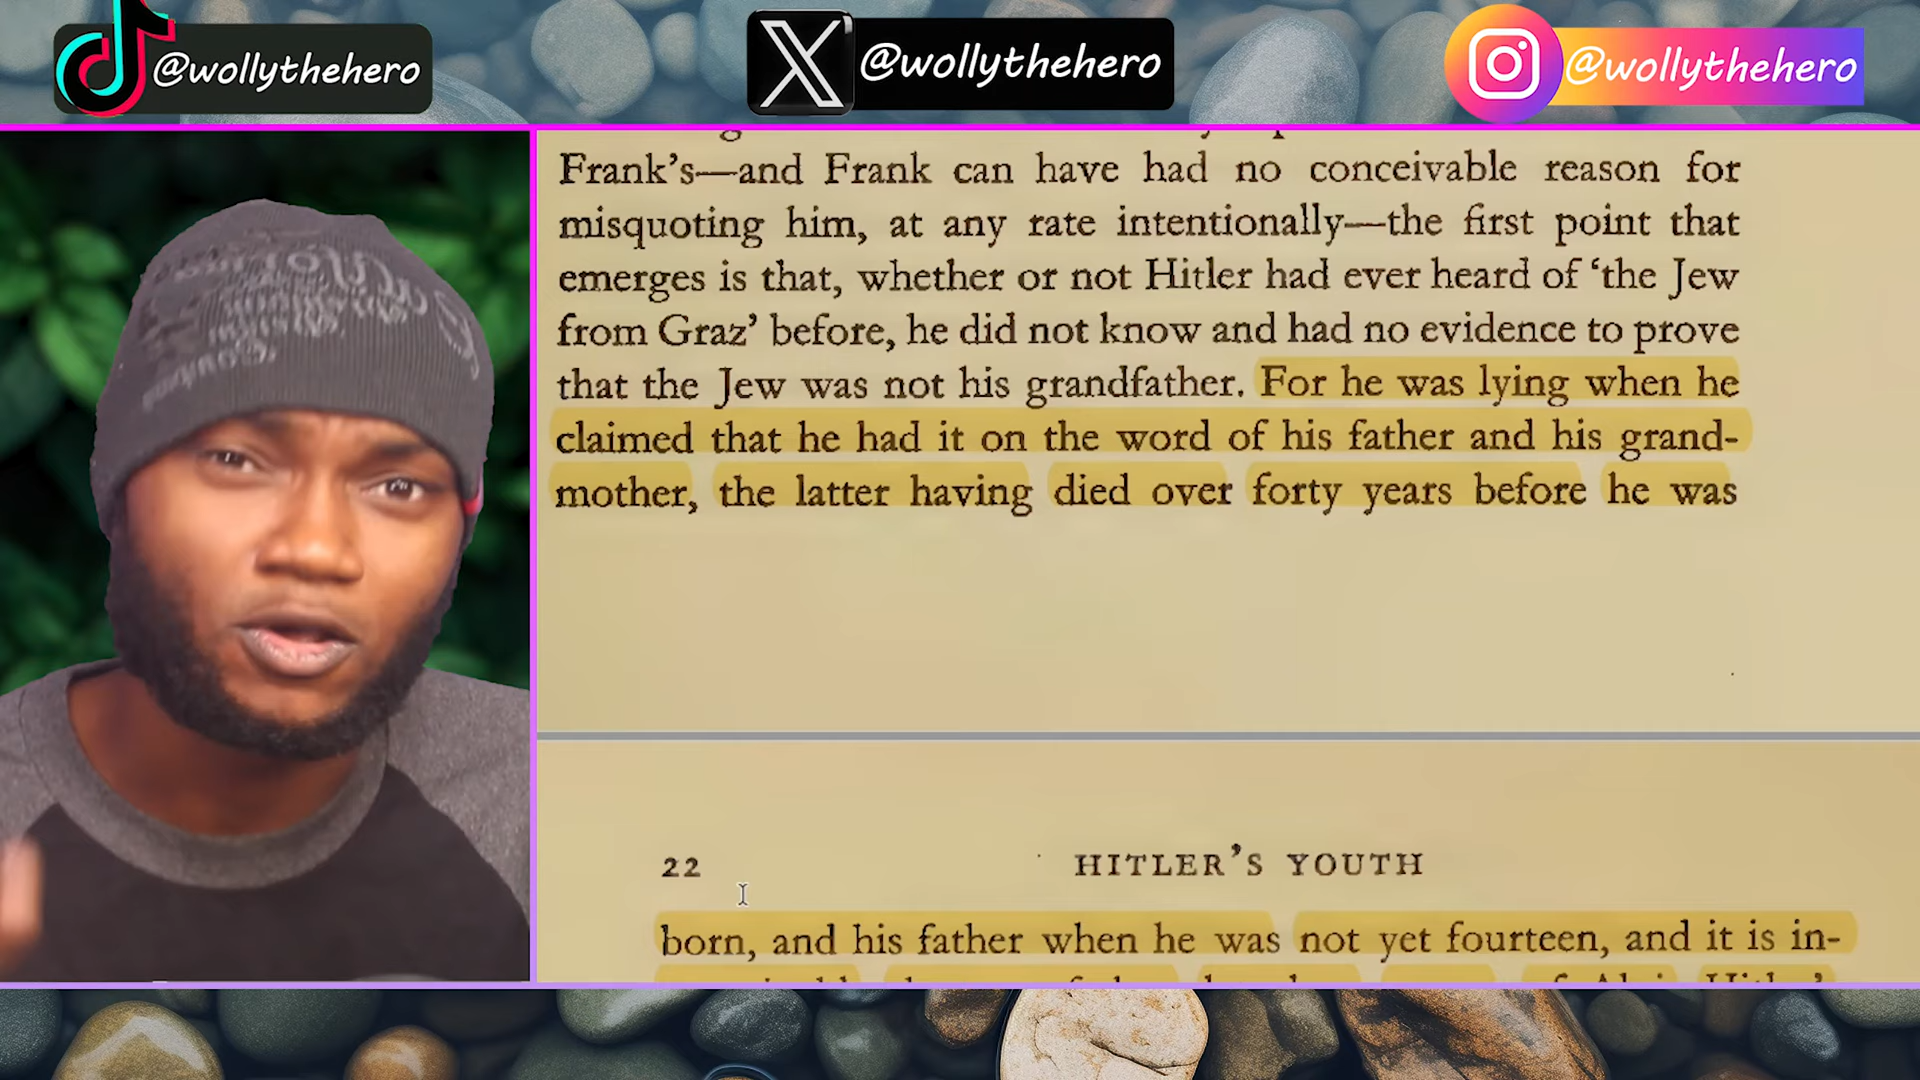 @wollythehero
@wollythehero
@wollythehero
Frank's—and Frank can have had no conceivable reason for
misquoting him, at any rate intentionally—the first point that
emerges is that, whether or not Hitler had ever heard of ‘the Jew
from Graz’ before, he did not know and had no evidence to prove
that the Jew was not his grandfather. For he was lying when he
claimed that he had it on the word of his father and his grand-
mother, the latter having died over forty years before he was
22 HITLER'S YOUTH
born, and his father when he was not yet fourteen, and it is in-